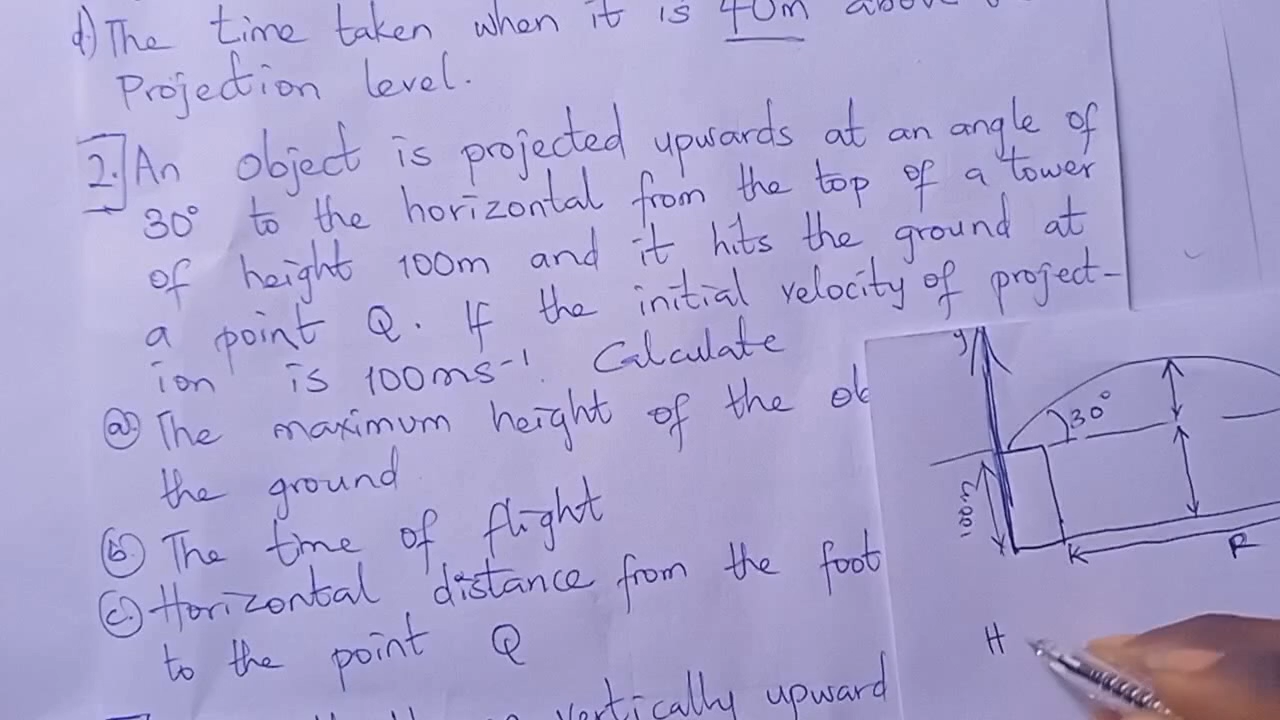 d) The time taken when it is 40m above
Projection level.
2. An object is projected upwards at an angle of
30° to the horizontal from the top of a tower
of height 100m and it hits the ground at
a point Q. If the initial velocity of project-
ion is 100ms⁻¹. Calculate
a) The maximum height of the
the ground
b) The time of flight
c) Horizontal distance from the foot
to the point Q
vertically upward
y
30°
100m
R
H